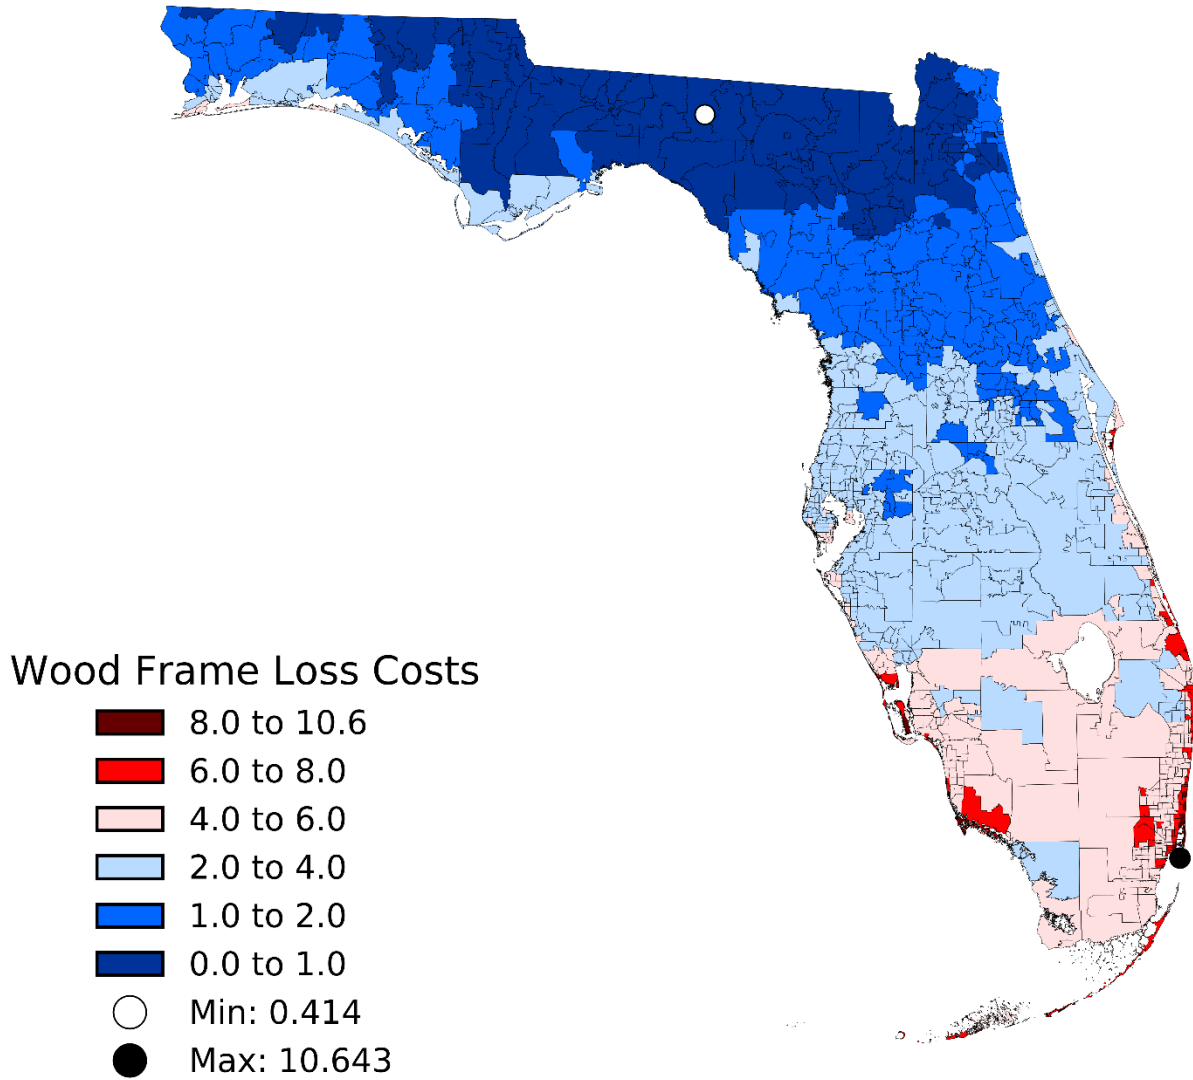 Wood Frame Loss Costs
8.0 to 10.6
6.0 to 8.0
4.0 to 6.0
2.0 to 4.0
1.0 to 2.0
0.0 to 1.0
Min: 0.414
Max: 10.643